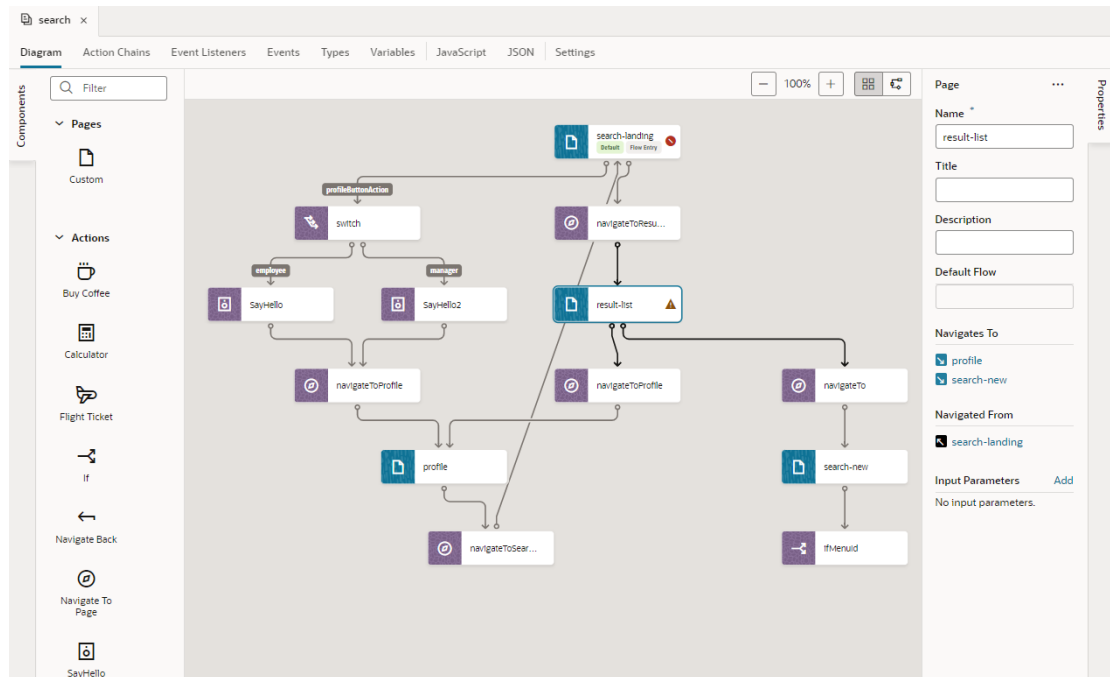 search ×
Diagram Action Chains Event Listeners Events Types Variables JavaScript JSON Settings
Components
Filter
Pages
Custom
Actions
Buy Coffee
Calculator
Flight Ticket
If
Navigate Back
Navigate To
Page
SayHello
100%
search-landing
Default Flow Entry
profileButtonAction
switch
navigateToResu...
employee
manager
SayHello
SayHello2
result-list
navigateToProfile
navigateToProfile
navigateTo
profile
search-new
navigateToSear...
IfMenuId
Page
...
Name *
result-list
Title
Description
Default Flow
Navigates To
profile
search-new
Navigated From
search-landing
Input Parameters Add
No input parameters.
Properties